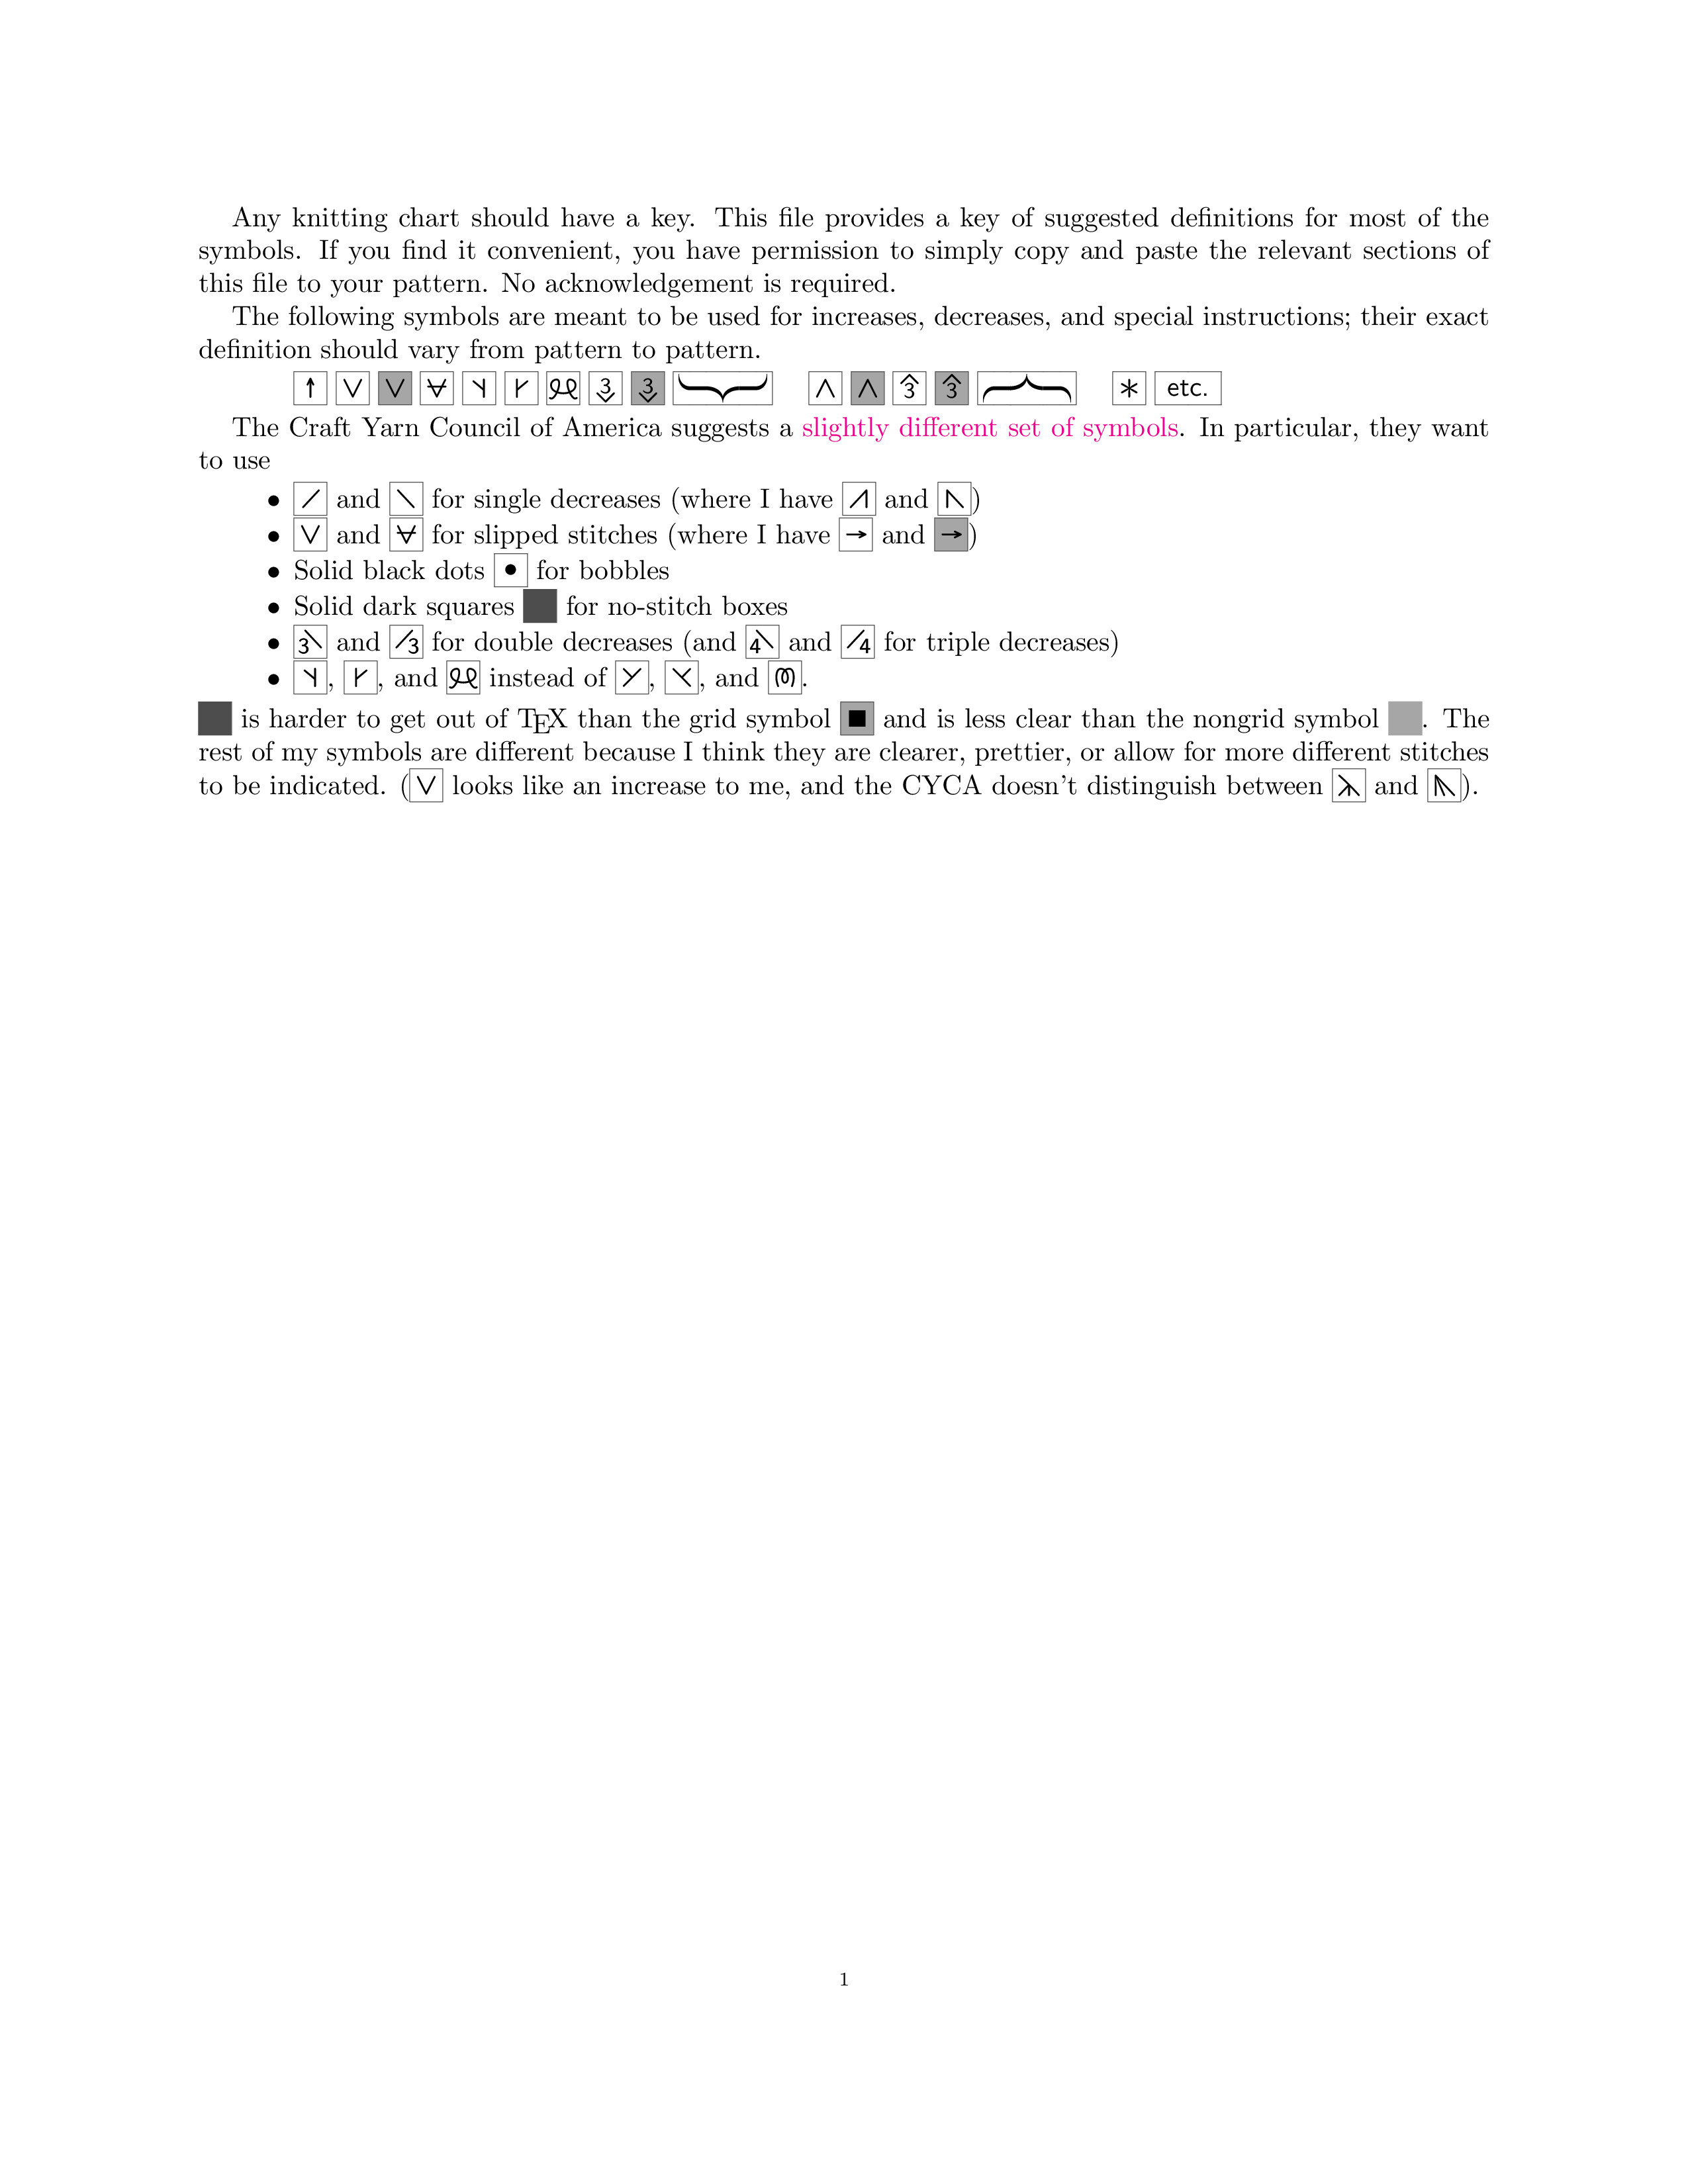 Any knitting chart should have a key. This file provides a key of suggested definitions for most of the
symbols. If you find it convenient, you have permission to simply copy and paste the relevant sections of
this file to your pattern. No acknowledgement is required.
The following symbols are meant to be used for increases, decreases, and special instructions; their exact
definition should vary from pattern to pattern.
3 3 3 3 * etc.
The Craft Yarn Council of America suggests a slightly different set of symbols. In particular, they want
to use
• / and \ for single decreases (where I have and )
• V and for slipped stitches (where I have → and →)
• Solid black dots • for bobbles
• Solid dark squares for no-stitch boxes
• 3\ and /3 for double decreases (and 4\ and /4 for triple decreases)
• , , and instead of , , and .
is harder to get out of TEX than the grid symbol ■ and is less clear than the nongrid symbol . The
rest of my symbols are different because I think they are clearer, prettier, or allow for more different stitches
to be indicated. (V looks like an increase to me, and the CYCA doesn't distinguish between and ).
1